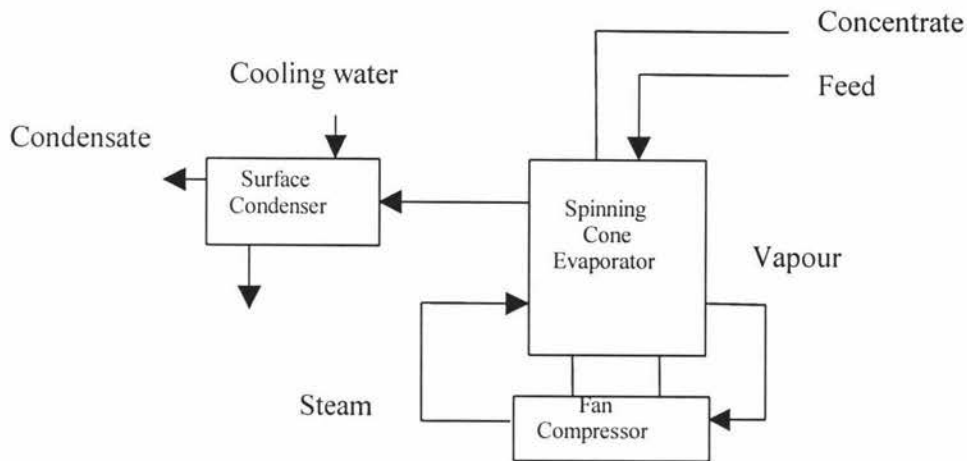 Concentrate
Cooling water
Feed
Condensate
Surface
Condenser
Spinning
Cone
Evaporator
Vapour
Steam
Fan
Compressor